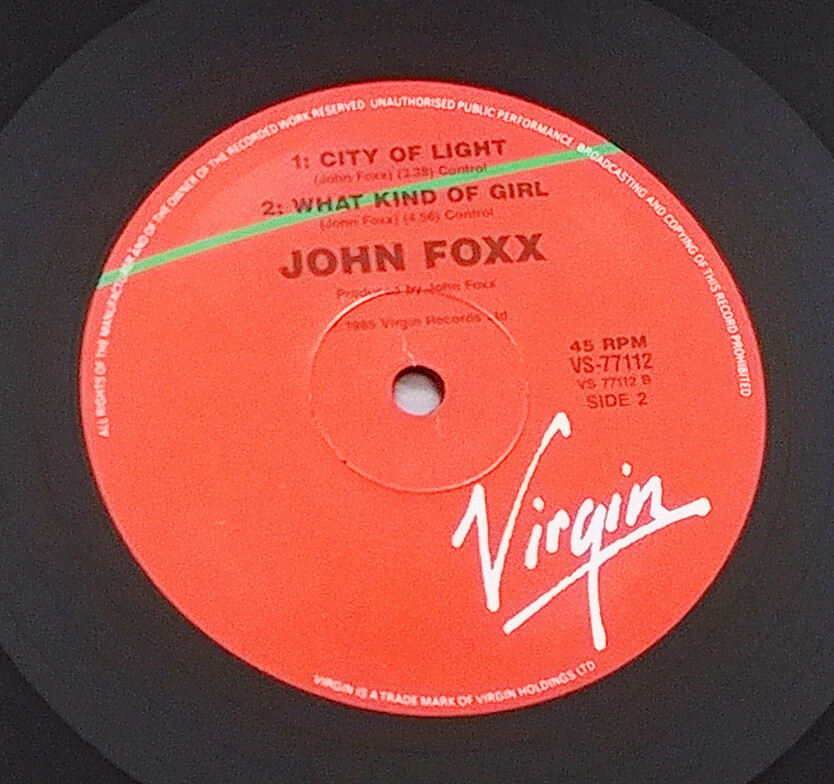 ALL RIGHTS OF THE MANUFACTURER AND OF THE OWNER OF THE RECORDED WORK RESERVED UNAUTHORISED PUBLIC PERFORMANCE BROADCASTING AND COPYING OF THIS RECORD PROHIBITED
1: CITY OF LIGHT
(John Foxx) (3.38) Control
2: WHAT KIND OF GIRL
(John Foxx) (4.56) Control
JOHN FOXX
Produced by John Foxx
1985 Virgin Records Ltd
45 RPM
VS-77112
VS 77112 B
SIDE 2
Virgin
VIRGIN IS A TRADE MARK OF VIRGIN HOLDINGS LTD